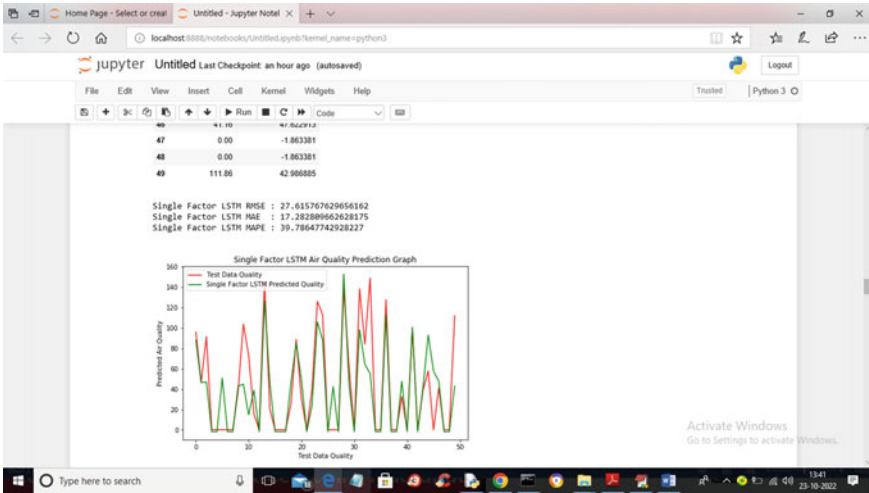 Home Page - Select or creat
Untitled - Jupyter Notel
localhost:8888/notebooks/Untitled.ipynb?kernel_name=python3
jupyter Untitled Last Checkpoint: an hour ago (autosaved)
Logout
File Edit View Insert Cell Kernel Widgets Help
Trusted
Python 3
Run
Code
46 41.16 47.622913
47 0.00 -1.863381
48 0.00 -1.863381
49 111.86 42.986885
Single Factor LSTM RMSE : 27.615767629656162
Single Factor LSTM MAE : 17.282809662628175
Single Factor LSTM MAPE : 39.78647742928227
Single Factor LSTM Air Quality Prediction Graph
Test Data Quality
Single Factor LSTM Predicted Quality
Predicted Air Quality
160
140
120
100
80
60
40
20
0
0 10 20 30 40 50
Test Data Quality
Activate Windows
Go to Settings to activate Windows.
Type here to search
13:41
23-10-2022